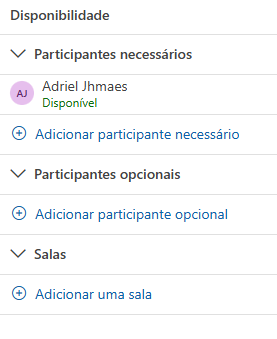 Disponibilidade
Participantes necessários
AJ
Adriel Jhmaes
Disponível
Adicionar participante necessário
Participantes opcionais
Adicionar participante opcional
Salas
Adicionar uma sala